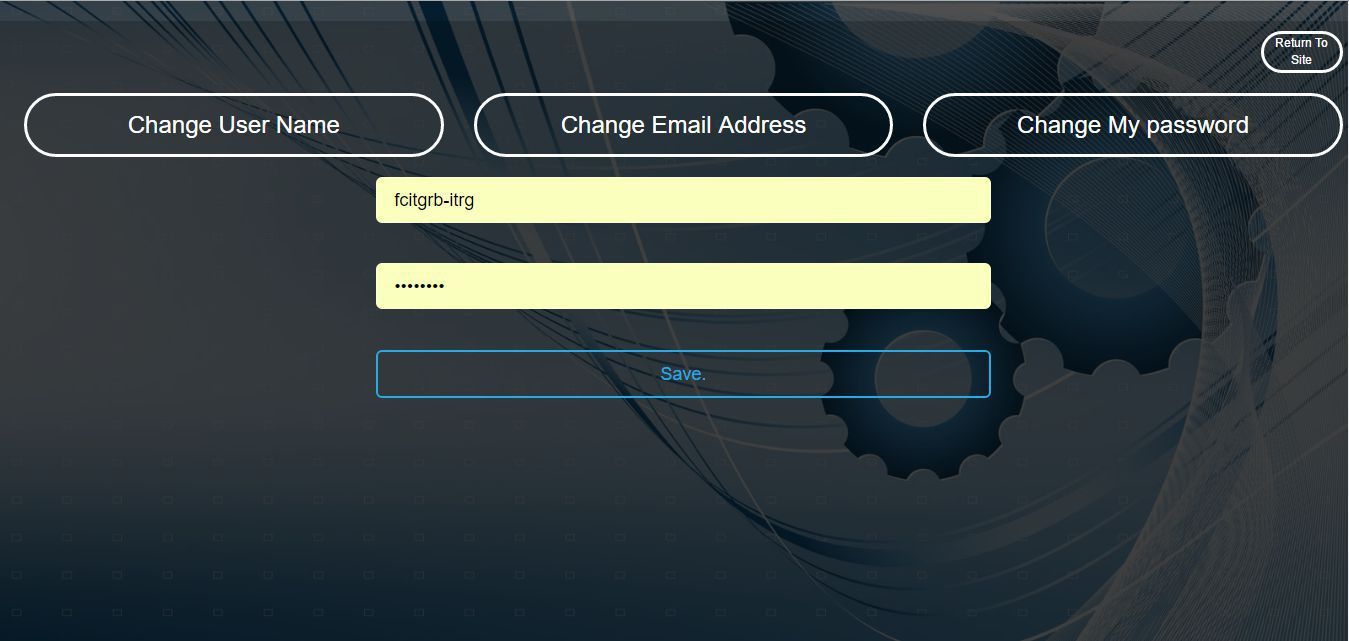 Return To
Site
Change User Name
Change Email Address
Change My password
fcitgrb-itrg
••••••••
Save.